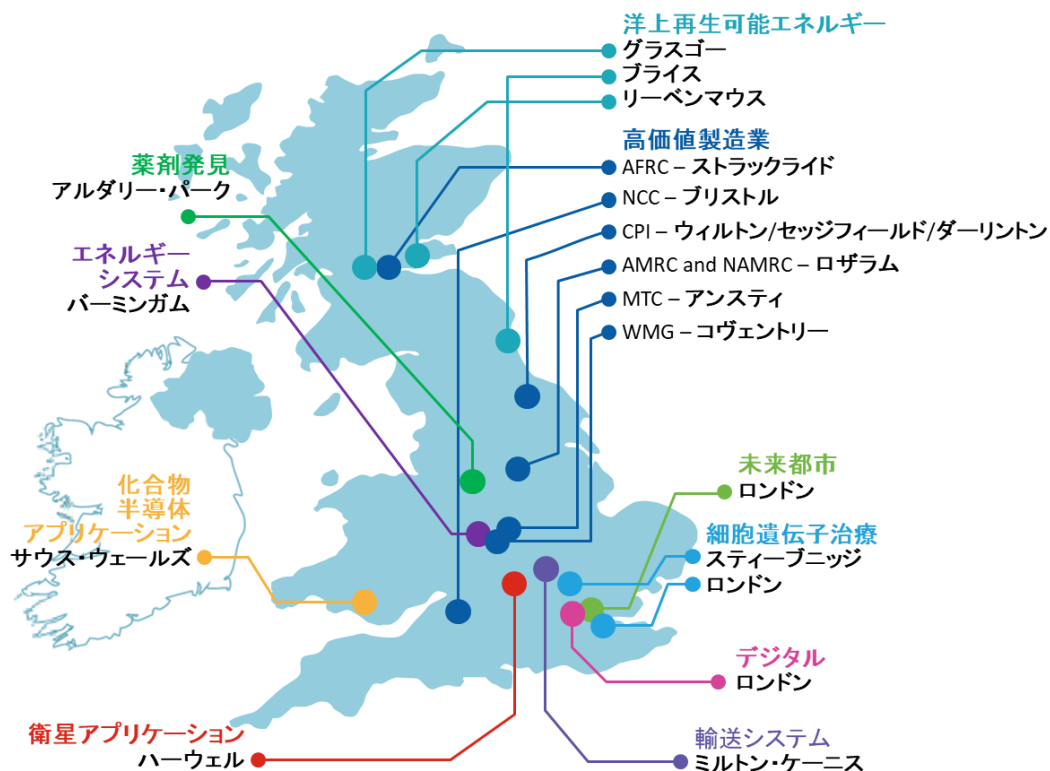 洋上再生可能エネルギー
グラスゴー
ブライス
リーベンマウス
高価値製造業
AFRC – ストラックライド
NCC – ブリストル
CPI – ウィルトン/セッジフィールド/ダーリントン
AMRC and NAMRC – ロザラム
MTC – アンスティ
WMG – コヴェントリー
薬剤発見
アルダリー・パーク
エネルギー
システム
バーミンガム
化合物
半導体
アプリケーション
サウス・ウェールズ
未来都市
ロンドン
細胞遺伝子治療
スティーブニッジ
ロンドン
デジタル
ロンドン
衛星アプリケーション
ハーウェル
輸送システム
ミルトン・ケーニス